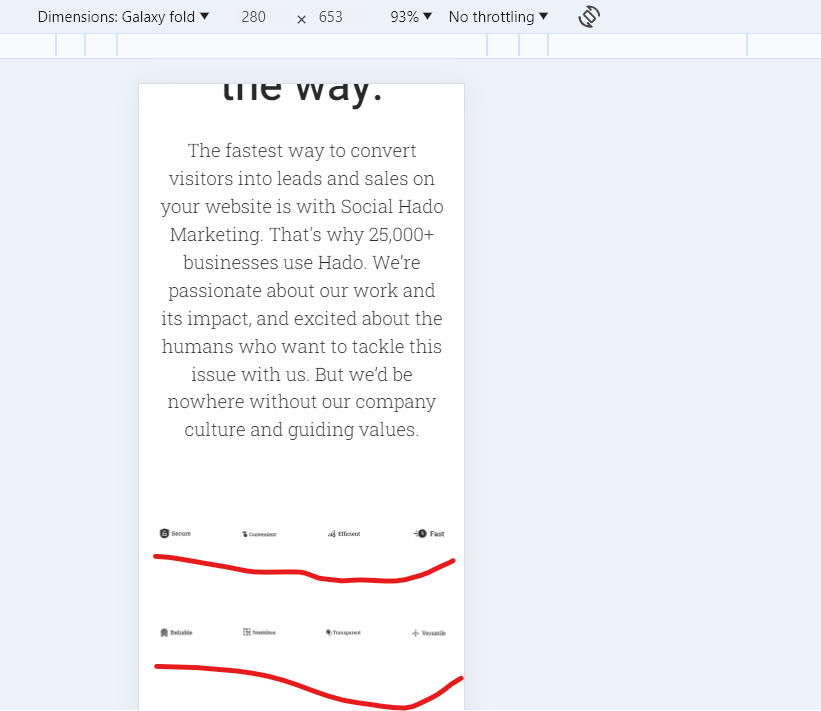 Dimensions: Galaxy fold ▼ 280 × 653 93% ▼ No throttling ▼
the way.
The fastest way to convert
visitors into leads and sales on
your website is with Social Hado
Marketing. That's why 25,000+
businesses use Hado. We’re
passionate about our work and
its impact, and excited about the
humans who want to tackle this
issue with us. But we’d be
nowhere without our company
culture and guiding values.
Secure Convenient Efficient Fast
Reliable Seamless Transparent Versatile